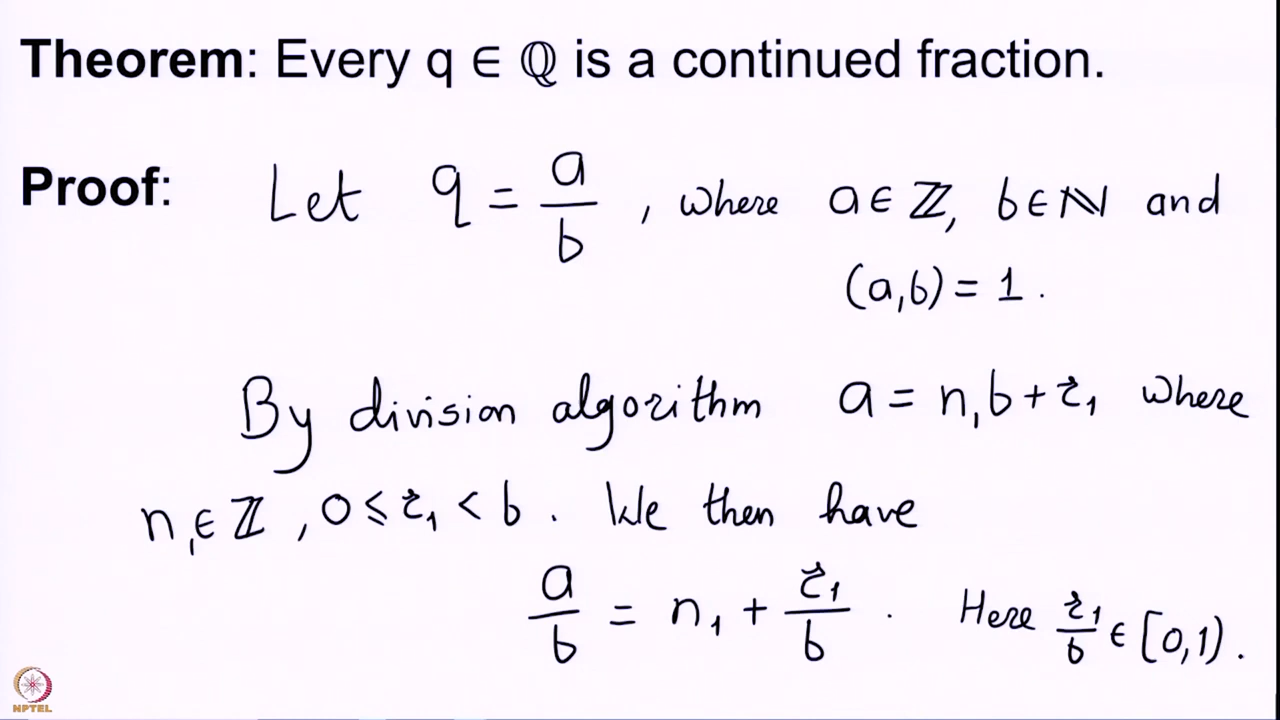 Theorem: Every q ∈ ℚ is a continued fraction.
Proof: Let q = a/b, where a ∈ ℤ, b ∈ ℕ and
(a,b) = 1.
By division algorithm a = n₁b + r₁ where
n₁ ∈ ℤ, 0 ≤ r₁ < b. We then have
a/b = n₁ + r₁/b. Here r₁/b ∈ [0,1).
NPTEL